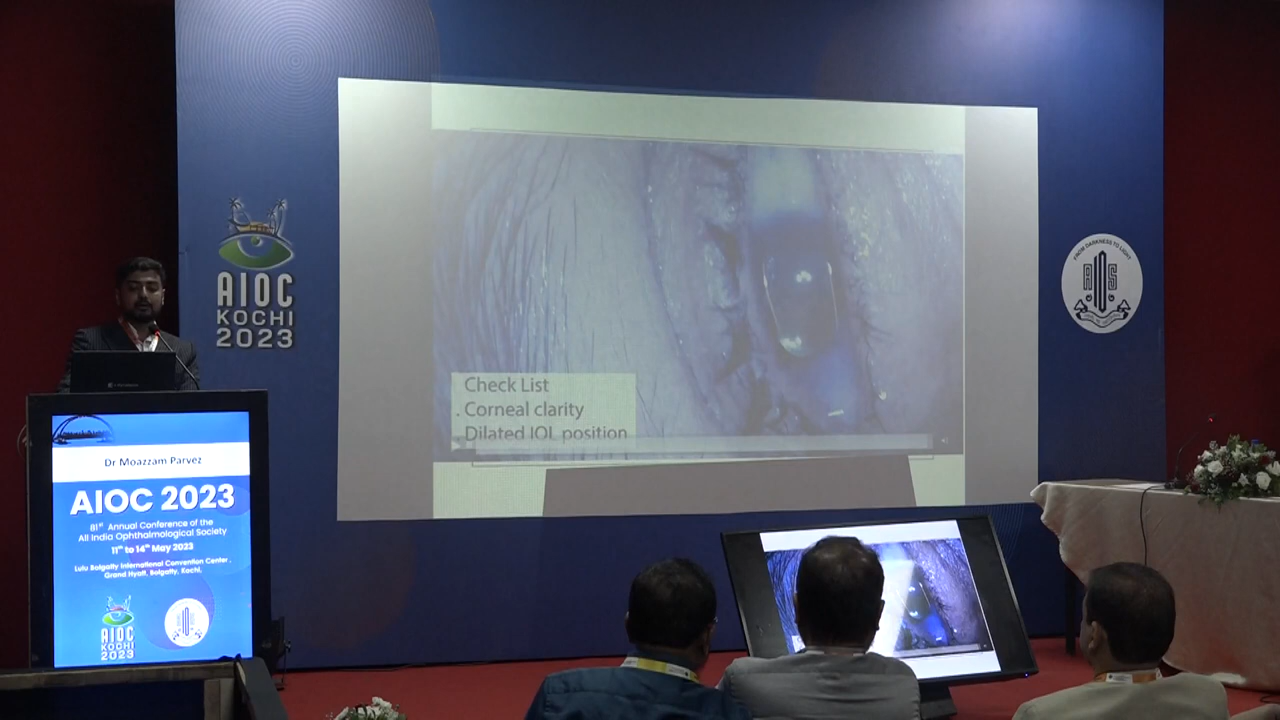 AIOC
KOCHI
2023
Check List
. Corneal clarity
. Dilated IOL position
FROM DARKNESS TO LIGHT
AIOS
Dr Moazzam Parvez
AIOC 2023
81st Annual Conference of the
All India Ophthalmological Society
11th to 14th May 2023
Lulu Bolgatty International Convention Center,
Grand Hyatt, Bolgatty, Kochi.
AIOC
KOCHI
2023